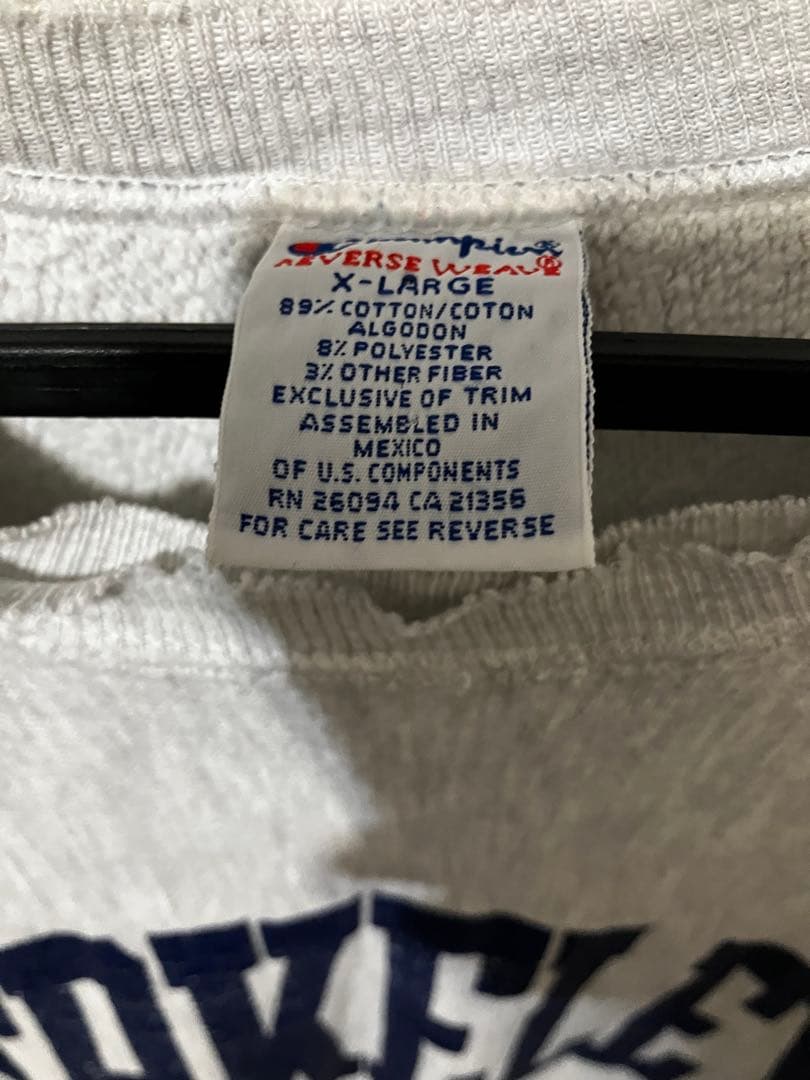 Champion®
REVERSE WEAVE®
X-LARGE
89% COTTON/COTON
ALGODON
8% POLYESTER
3% OTHER FIBER
EXCLUSIVE OF TRIM
ASSEMBLED IN
MEXICO
OF U.S. COMPONENTS
RN 26094 CA 21356
FOR CARE SEE REVERSE